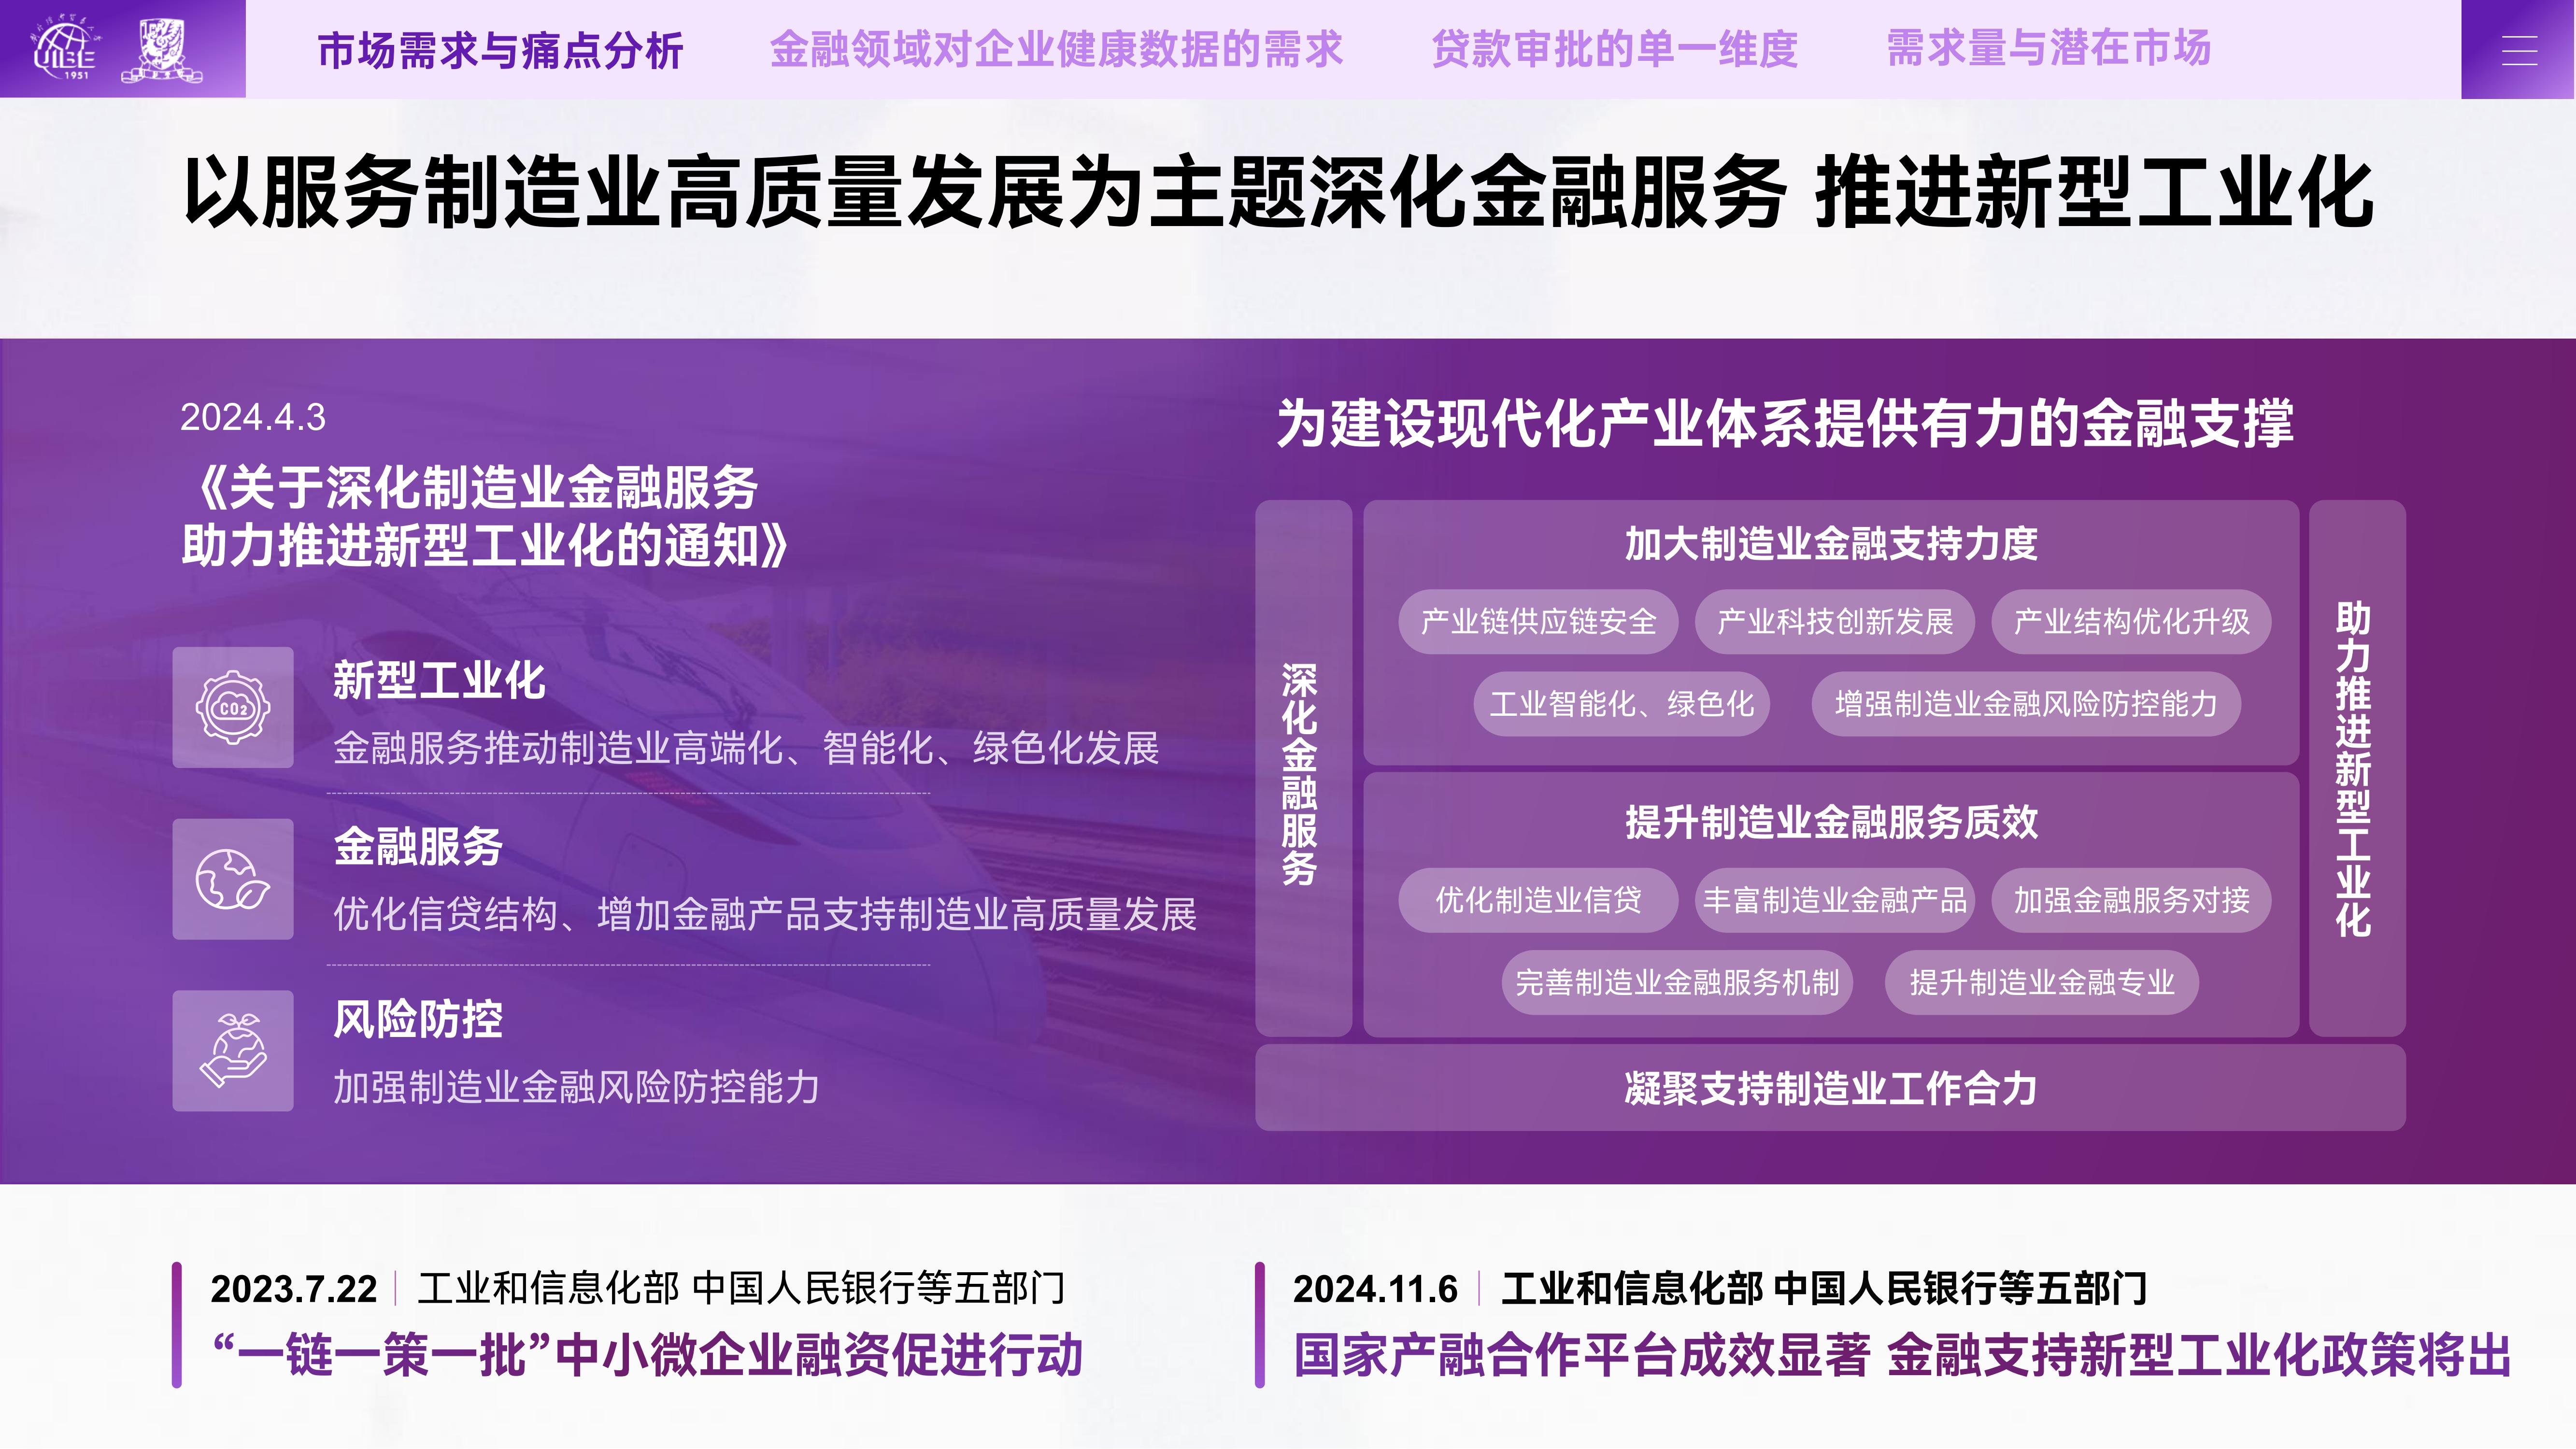 UIBE
1951
市场需求与痛点分析
金融领域对企业健康数据的需求
贷款审批的单一维度
需求量与潜在市场
以服务制造业高质量发展为主题深化金融服务 推进新型工业化
2024.4.3
《关于深化制造业金融服务
助力推进新型工业化的通知》
CO2
新型工业化
金融服务推动制造业高端化、智能化、绿色化发展
金融服务
优化信贷结构、增加金融产品支持制造业高质量发展
风险防控
加强制造业金融风险防控能力
为建设现代化产业体系提供有力的金融支撑
深化金融服务
加大制造业金融支持力度
产业链供应链安全
产业科技创新发展
产业结构优化升级
工业智能化、绿色化
增强制造业金融风险防控能力
提升制造业金融服务质效
优化制造业信贷
丰富制造业金融产品
加强金融服务对接
完善制造业金融服务机制
提升制造业金融专业
助力推进新型工业化
凝聚支持制造业工作合力
2023.7.22 | 工业和信息化部 中国人民银行等五部门
“一链一策一批”中小微企业融资促进行动
2024.11.6 | 工业和信息化部 中国人民银行等五部门
国家产融合作平台成效显著 金融支持新型工业化政策将出